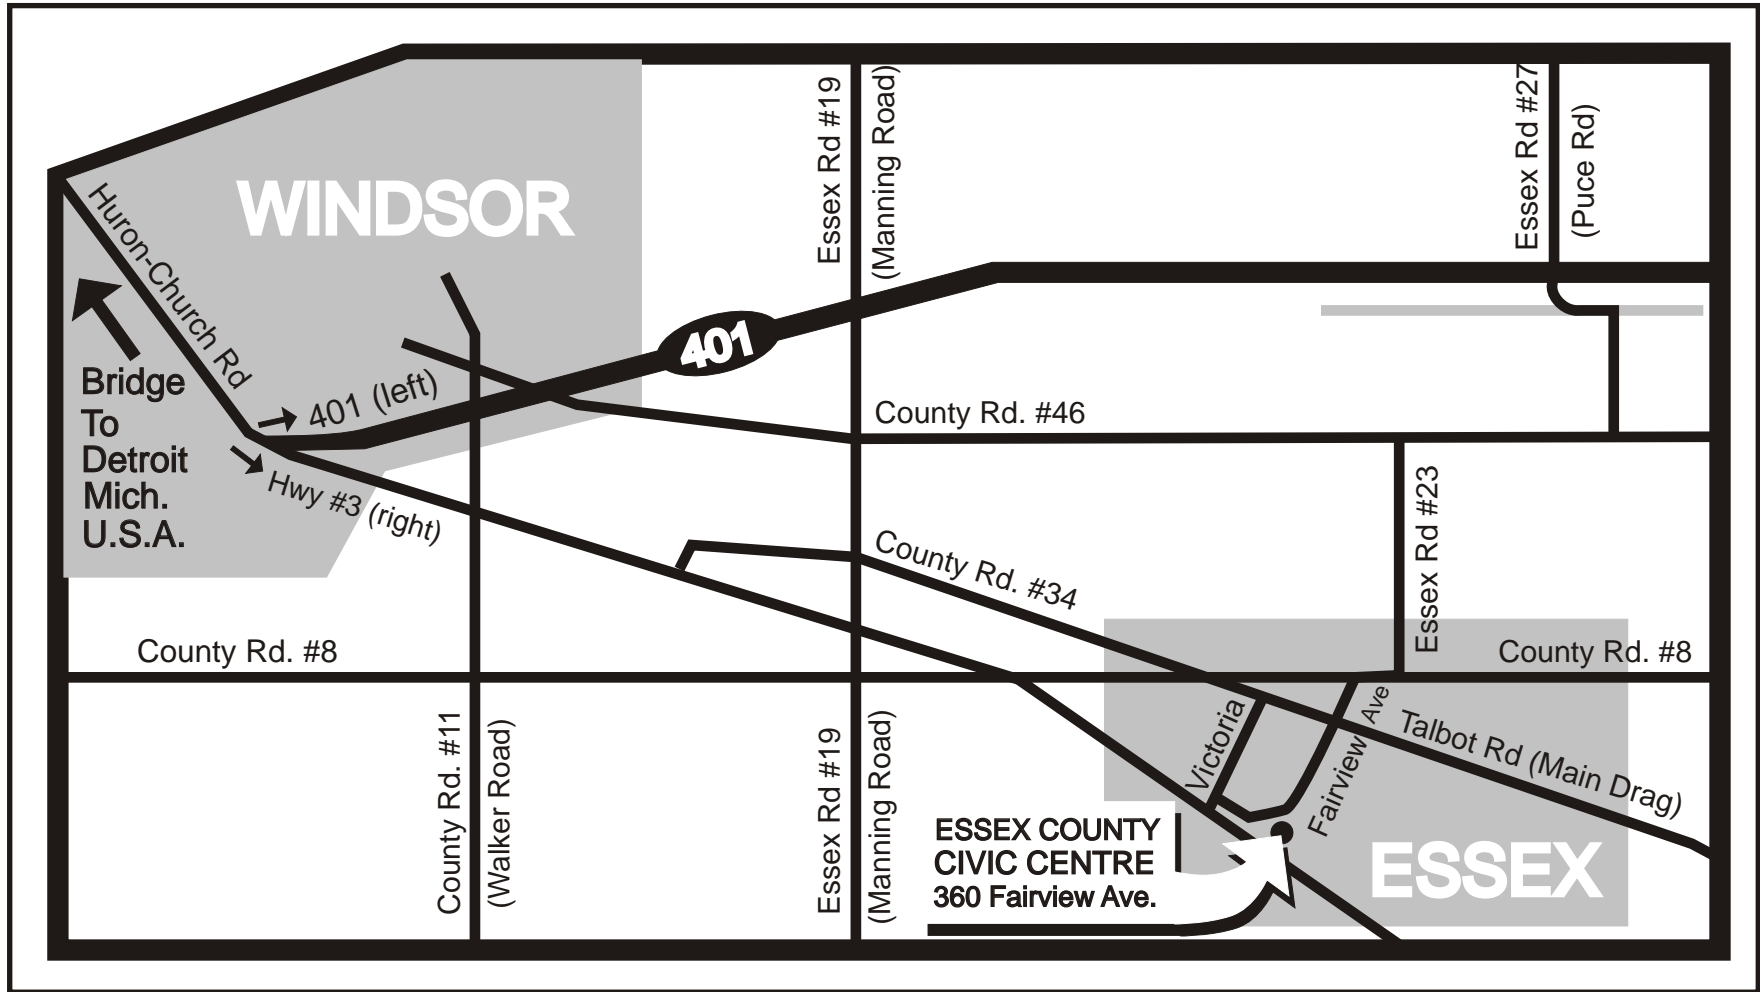 WINDSOR
Essex Rd #19
(Manning Road)
Essex Rd #27
(Puce Rd)
Huron-Church Rd
401
401 (left)
Bridge
To
Detroit
Mich.
U.S.A.
Hwy #3 (right)
County Rd. #46
Essex Rd #23
County Rd. #34
County Rd. #8
County Rd. #8
County Rd. #11
(Walker Road)
Essex Rd #19
(Manning Road)
Victoria
Fairview Ave
Talbot Rd (Main Drag)
ESSEX COUNTY
CIVIC CENTRE
360 Fairview Ave.
ESSEX